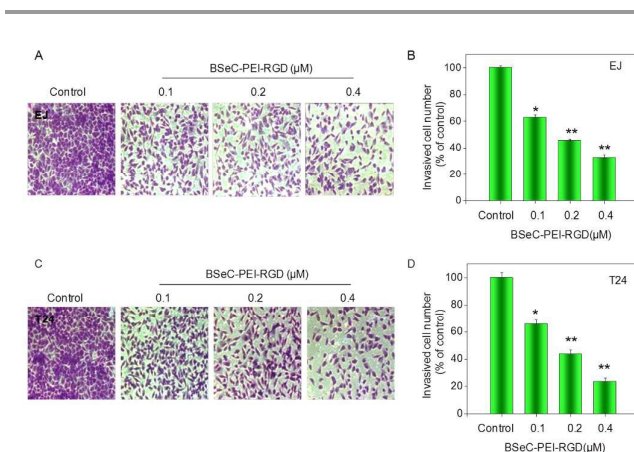 A
BSeC-PEI-RGD (µM)
Control 0.1 0.2 0.4
EJ
B
EJ
Invasived cell number
(% of control)
100
80
60
40
20
0
*
**
**
Control 0.1 0.2 0.4
BSeC-PEI-RGD(µM)
C
BSeC-PEI-RGD (µM)
Control 0.1 0.2 0.4
T24
D
T24
Invasived cell number
(% of control)
100
80
60
40
20
0
*
**
**
Control 0.1 0.2 0.4
BSeC-PEI-RGD(µM)